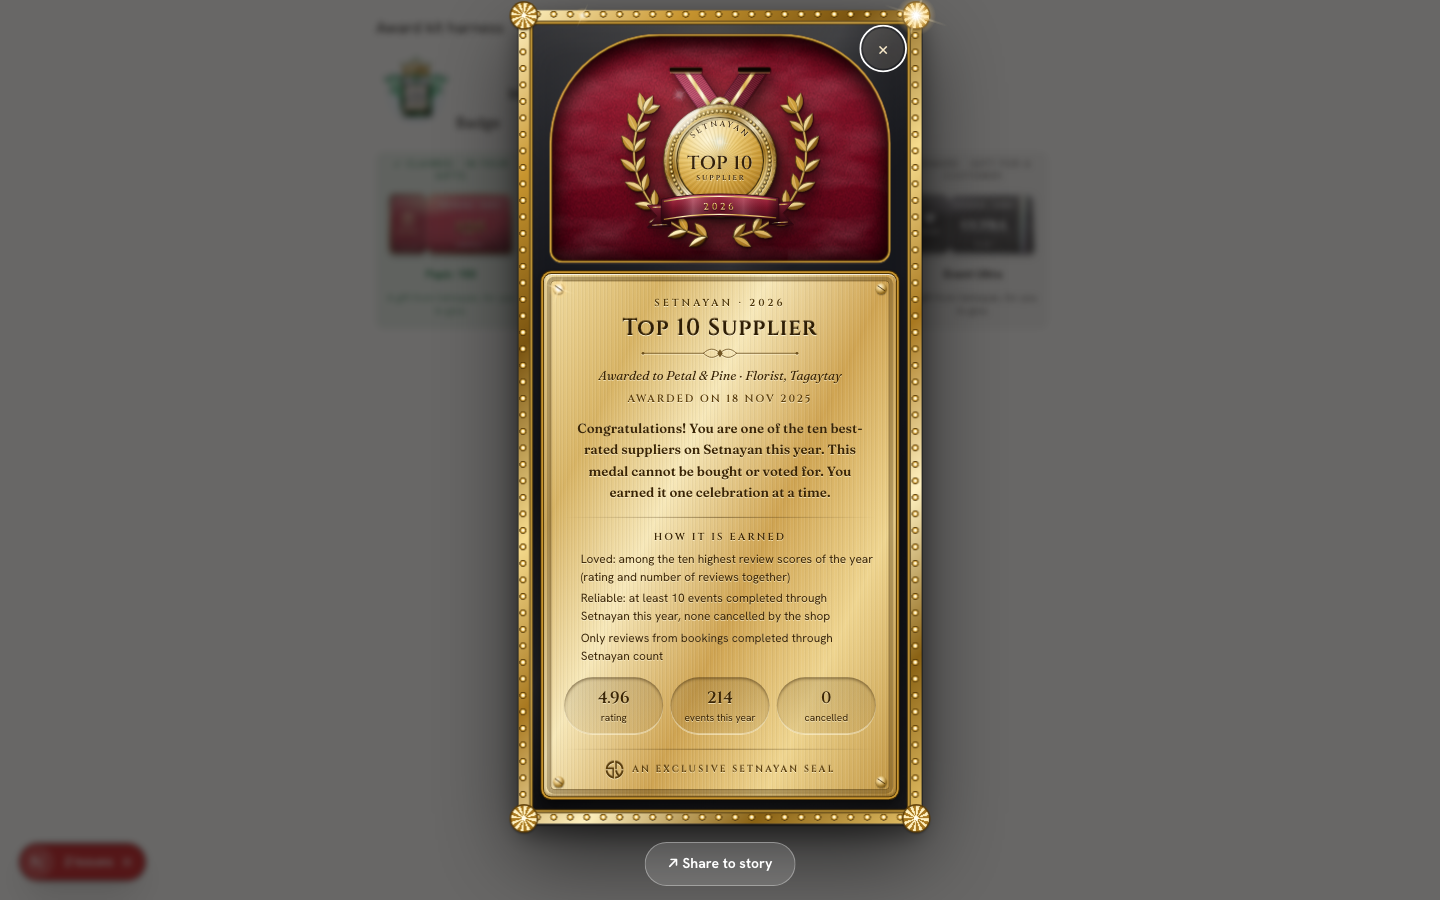 Award kit harness
Badge
×
SETNAYAN
TOP 10
SUPPLIER
2026
SETNAYAN · 2026
TOP 10 SUPPLIER
Awarded to Petal & Pine · Florist, Tagaytay
AWARDED ON 18 NOV 2025
Congratulations! You are one of the ten best-
rated suppliers on Setnayan this year. This
medal cannot be bought or voted for. You
earned it one celebration at a time.
HOW IT IS EARNED
Loved: among the ten highest review scores of the year
(rating and number of reviews together)
Reliable: at least 10 events completed through
Setnayan this year, none cancelled by the shop
Only reviews from bookings completed through
Setnayan count
4.96
rating
214
events this year
0
cancelled
AN EXCLUSIVE SETNAYAN SEAL
↗ Share to story